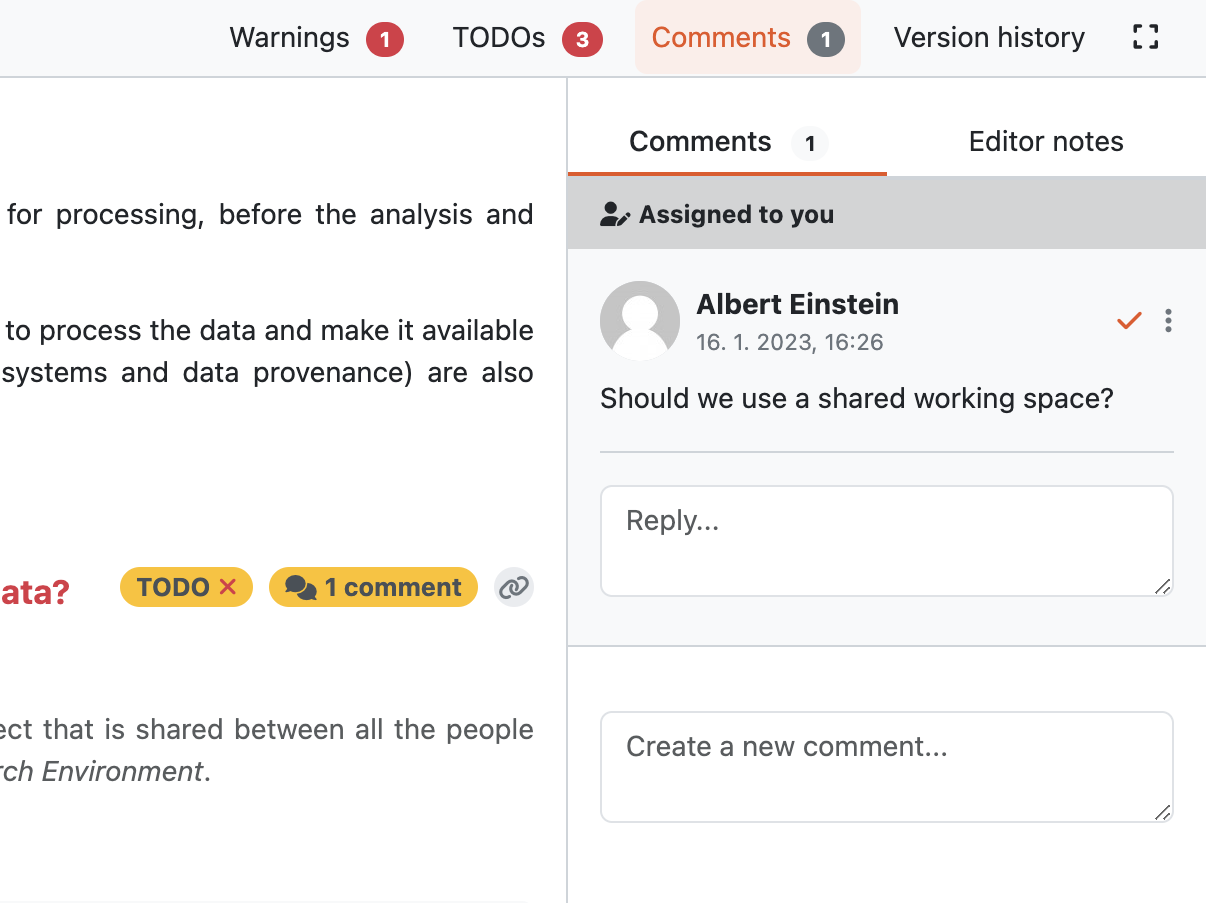 Warnings 1 TODOs 3 Comments 1 Version history
Comments 1 Editor notes
for processing, before the analysis and
to process the data and make it available
systems and data provenance) are also
ata? TODO 1 comment
ect that is shared between all the people
rch Environment.
Assigned to you
Albert Einstein
16. 1. 2023, 16:26
Should we use a shared working space?
Reply...
Create a new comment...